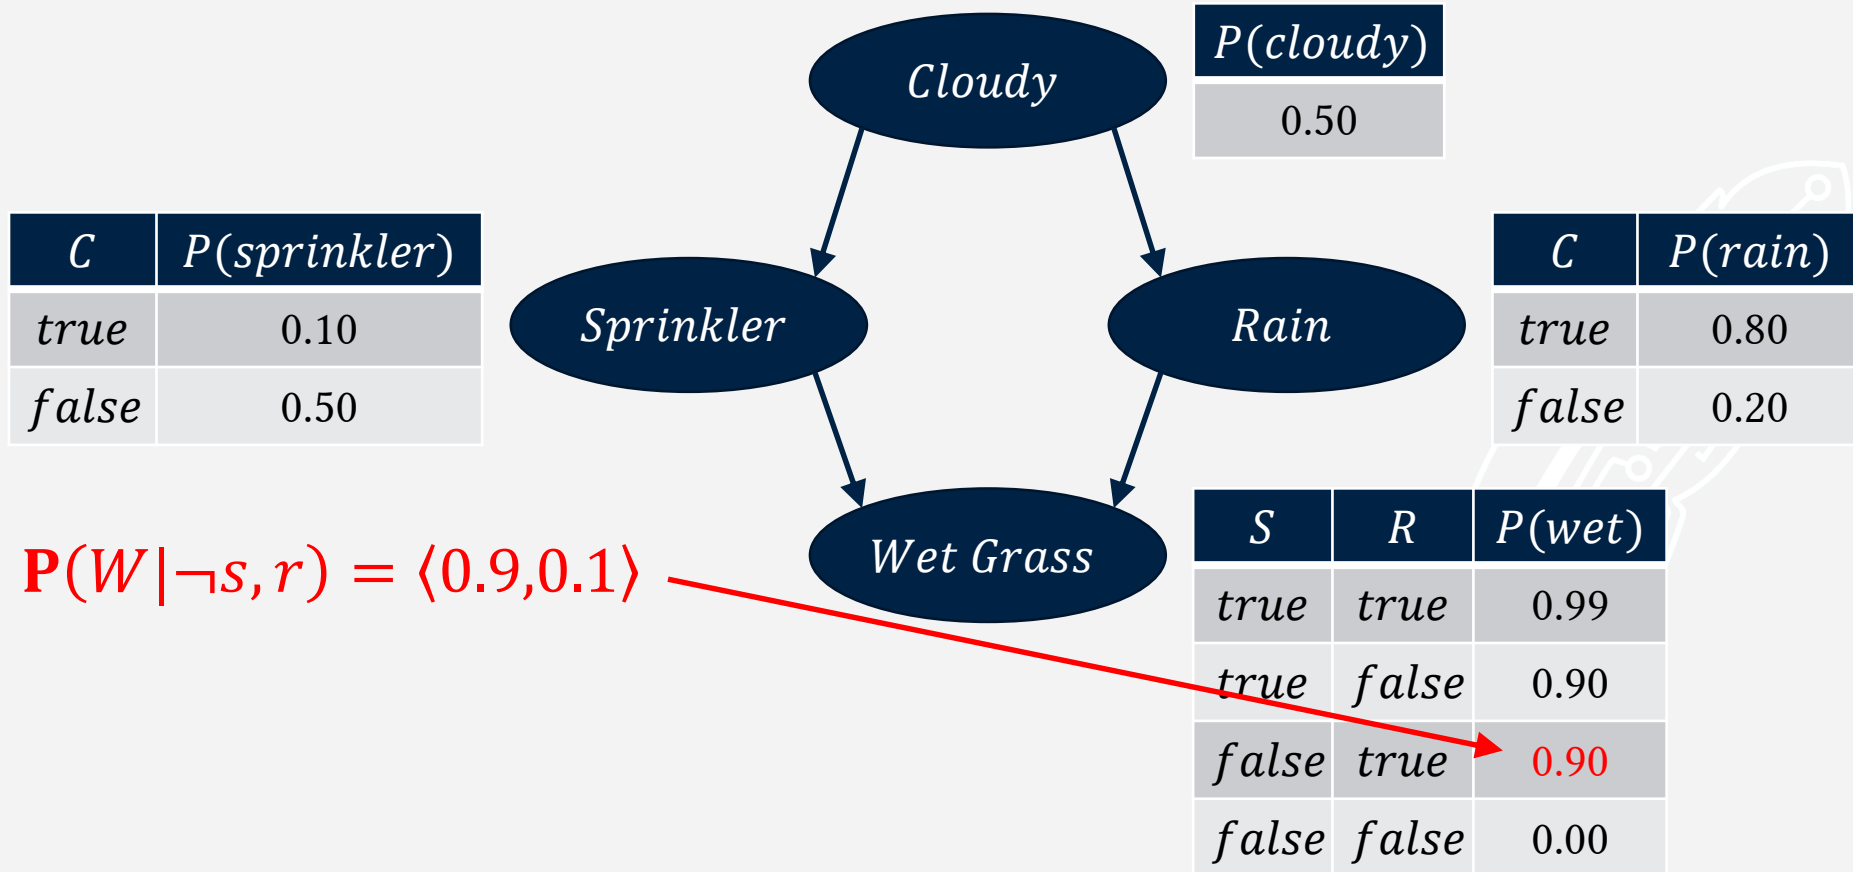 Cloudy
P(cloudy)
0.50
C P(sprinkler)
true 0.10
false 0.50
Sprinkler
Rain
C P(rain)
true 0.80
false 0.20
P(W|¬s, r) = ⟨0.9,0.1⟩
Wet Grass
S R P(wet)
true true 0.99
true false 0.90
false true 0.90
false false 0.00